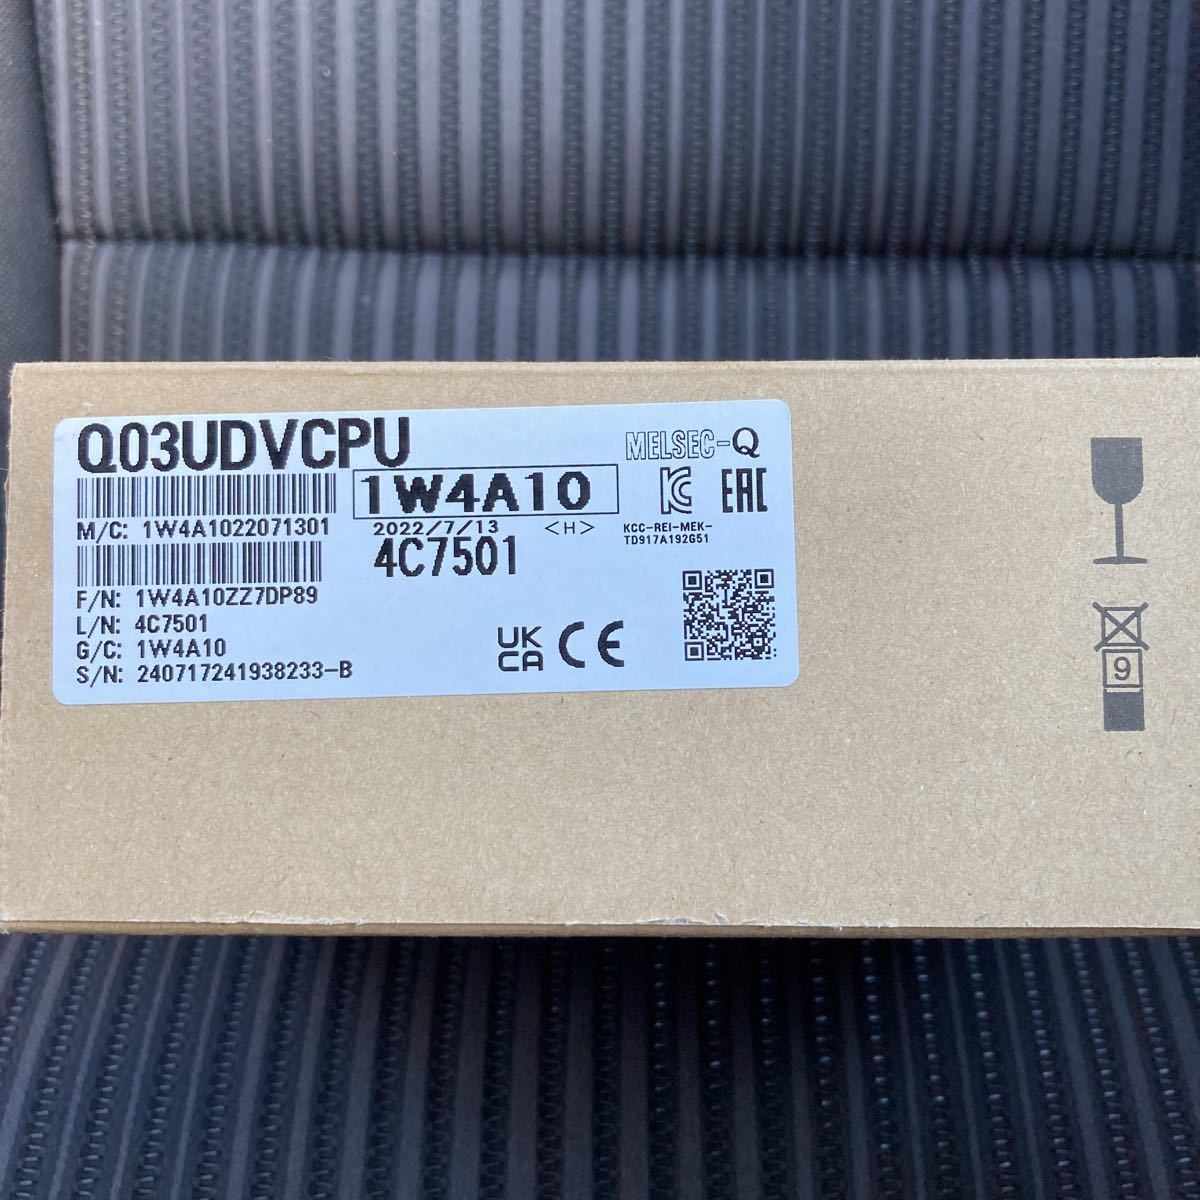 Q03UDVCPU
MELSEC-Q
1W4A10
EAC
M/C: 1W4A1022071301
2022/7/13 <H>
KCC-REI-MEK-
TD917A192G51
4C7501
F/N: 1W4A10ZZ7DP89
L/N: 4C7501
G/C: 1W4A10
S/N: 240717241938233-B
UK
CA
CE
9